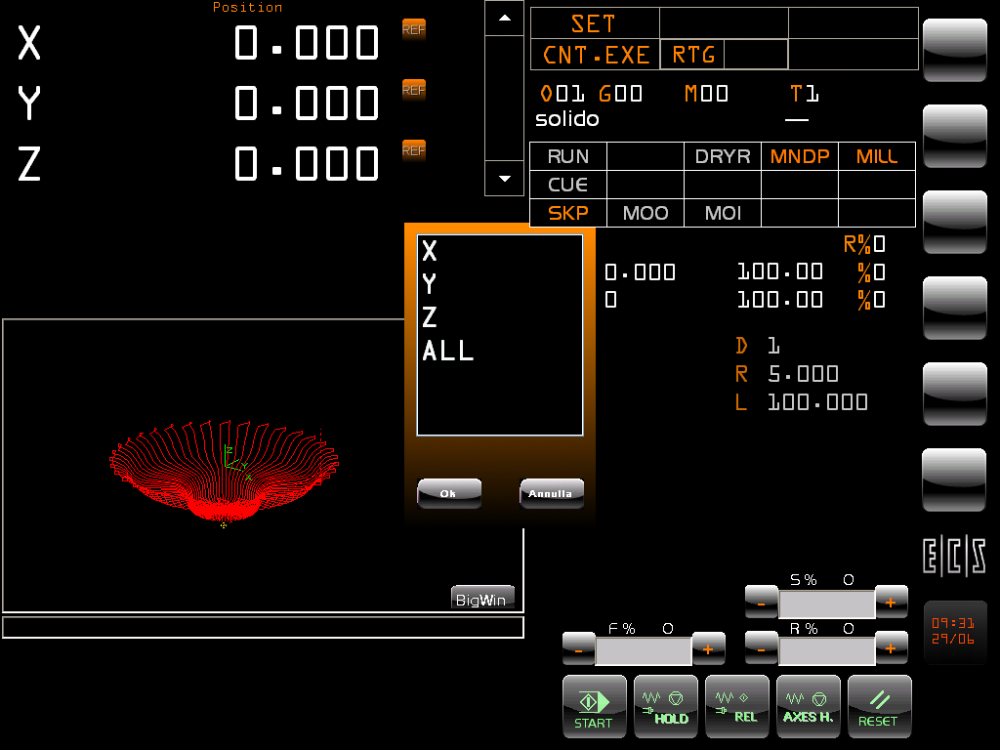 Position
X 0.000 REF
Y 0.000 REF
Z 0.000 REF
SET
CNT.EXE RTG
O001 G00 M00 T1
solido
RUN DRYR MNDP MILL
CUE
SKP M00 M01
R%0
0.000 100.00 %0
0 100.00 %0
D 1
R 5.000
L 100.000
X
Y
Z
ALL
Ok Annulla
BigWin
S% 0
- +
F% 0 R% 0
- + - +
ECS
09:31
29/06
START HOLD REL AXES H. RESET